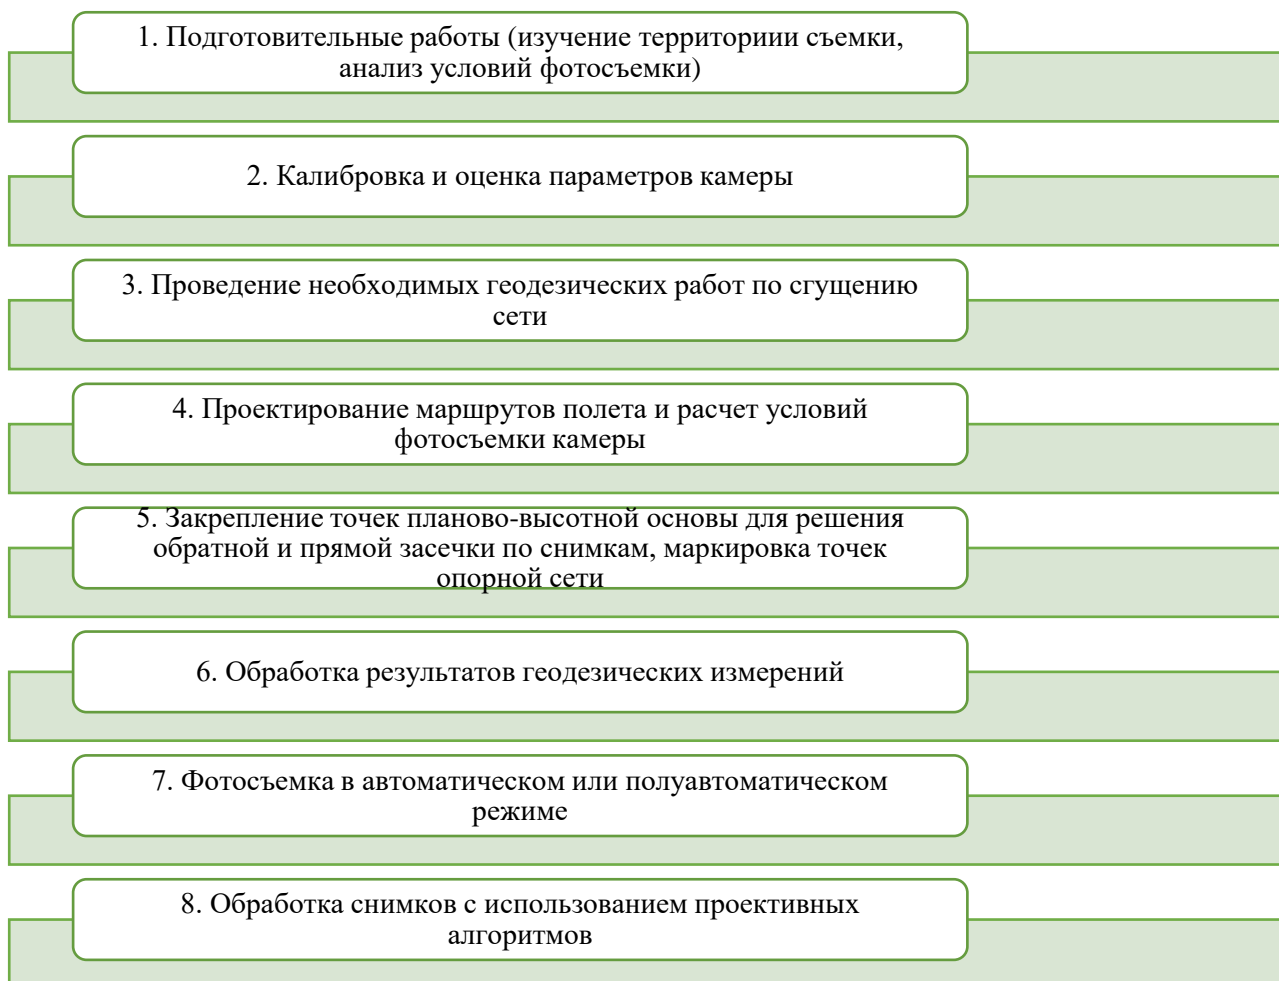 1. Подготовительные работы (изучение территориии съемки,
анализ условий фотосъемки)
2. Калибровка и оценка параметров камеры
3. Проведение необходимых геодезических работ по сгущению
сети
4. Проектирование маршрутов полета и расчет условий
фотосъемки камеры
5. Закрепление точек планово-высотной основы для решения
обратной и прямой засечки по снимкам, маркировка точек
опорной сети
6. Обработка результатов геодезических измерений
7. Фотосъемка в автоматическом или полуавтоматическом
режиме
8. Обработка снимков с использованием проективных
алгоритмов